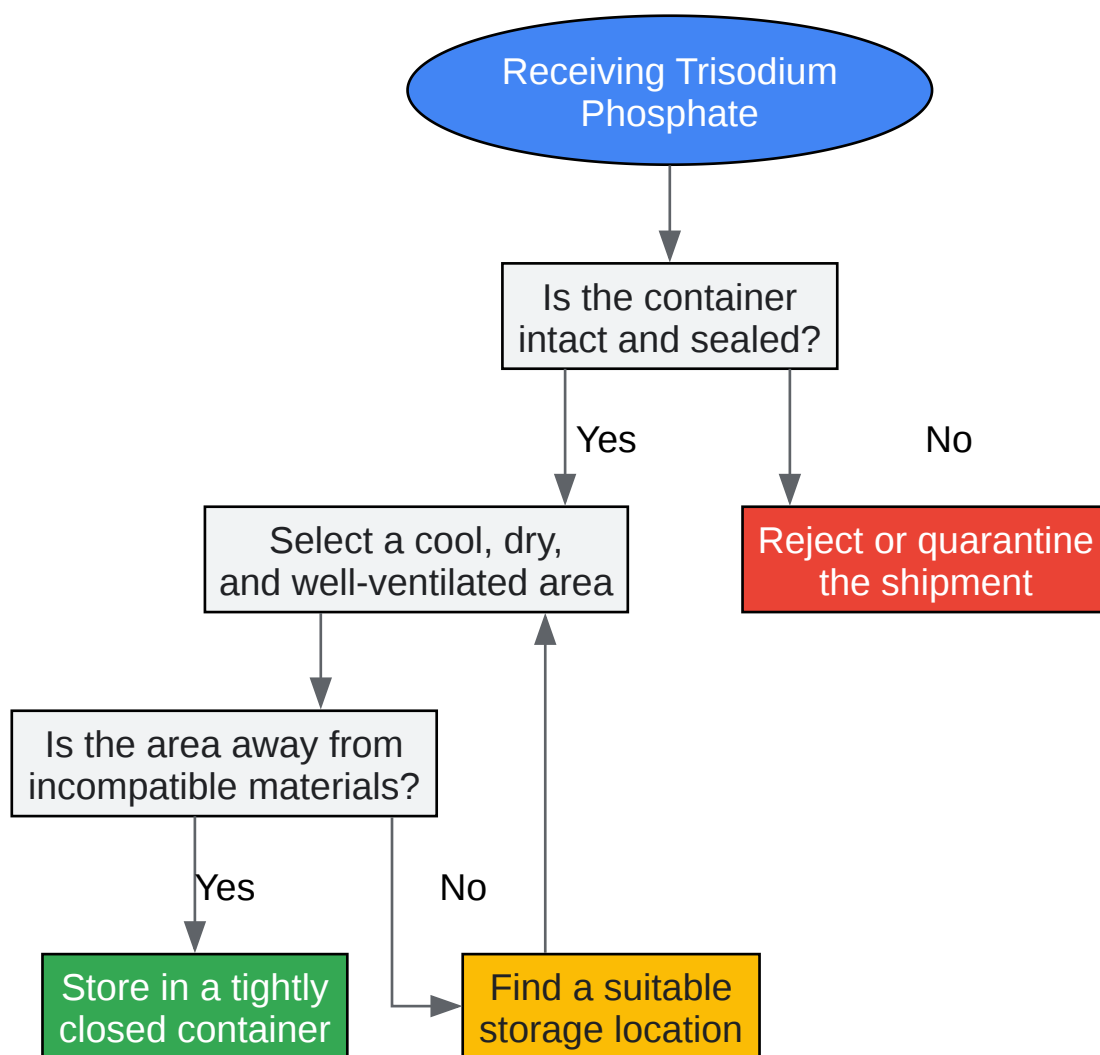 Receiving Trisodium
Phosphate
Is the container
intact and sealed?
Yes
No
Select a cool, dry,
and well-ventilated area
Reject or quarantine
the shipment
Is the area away from
incompatible materials?
Yes
No
Store in a tightly
closed container
Find a suitable
storage location